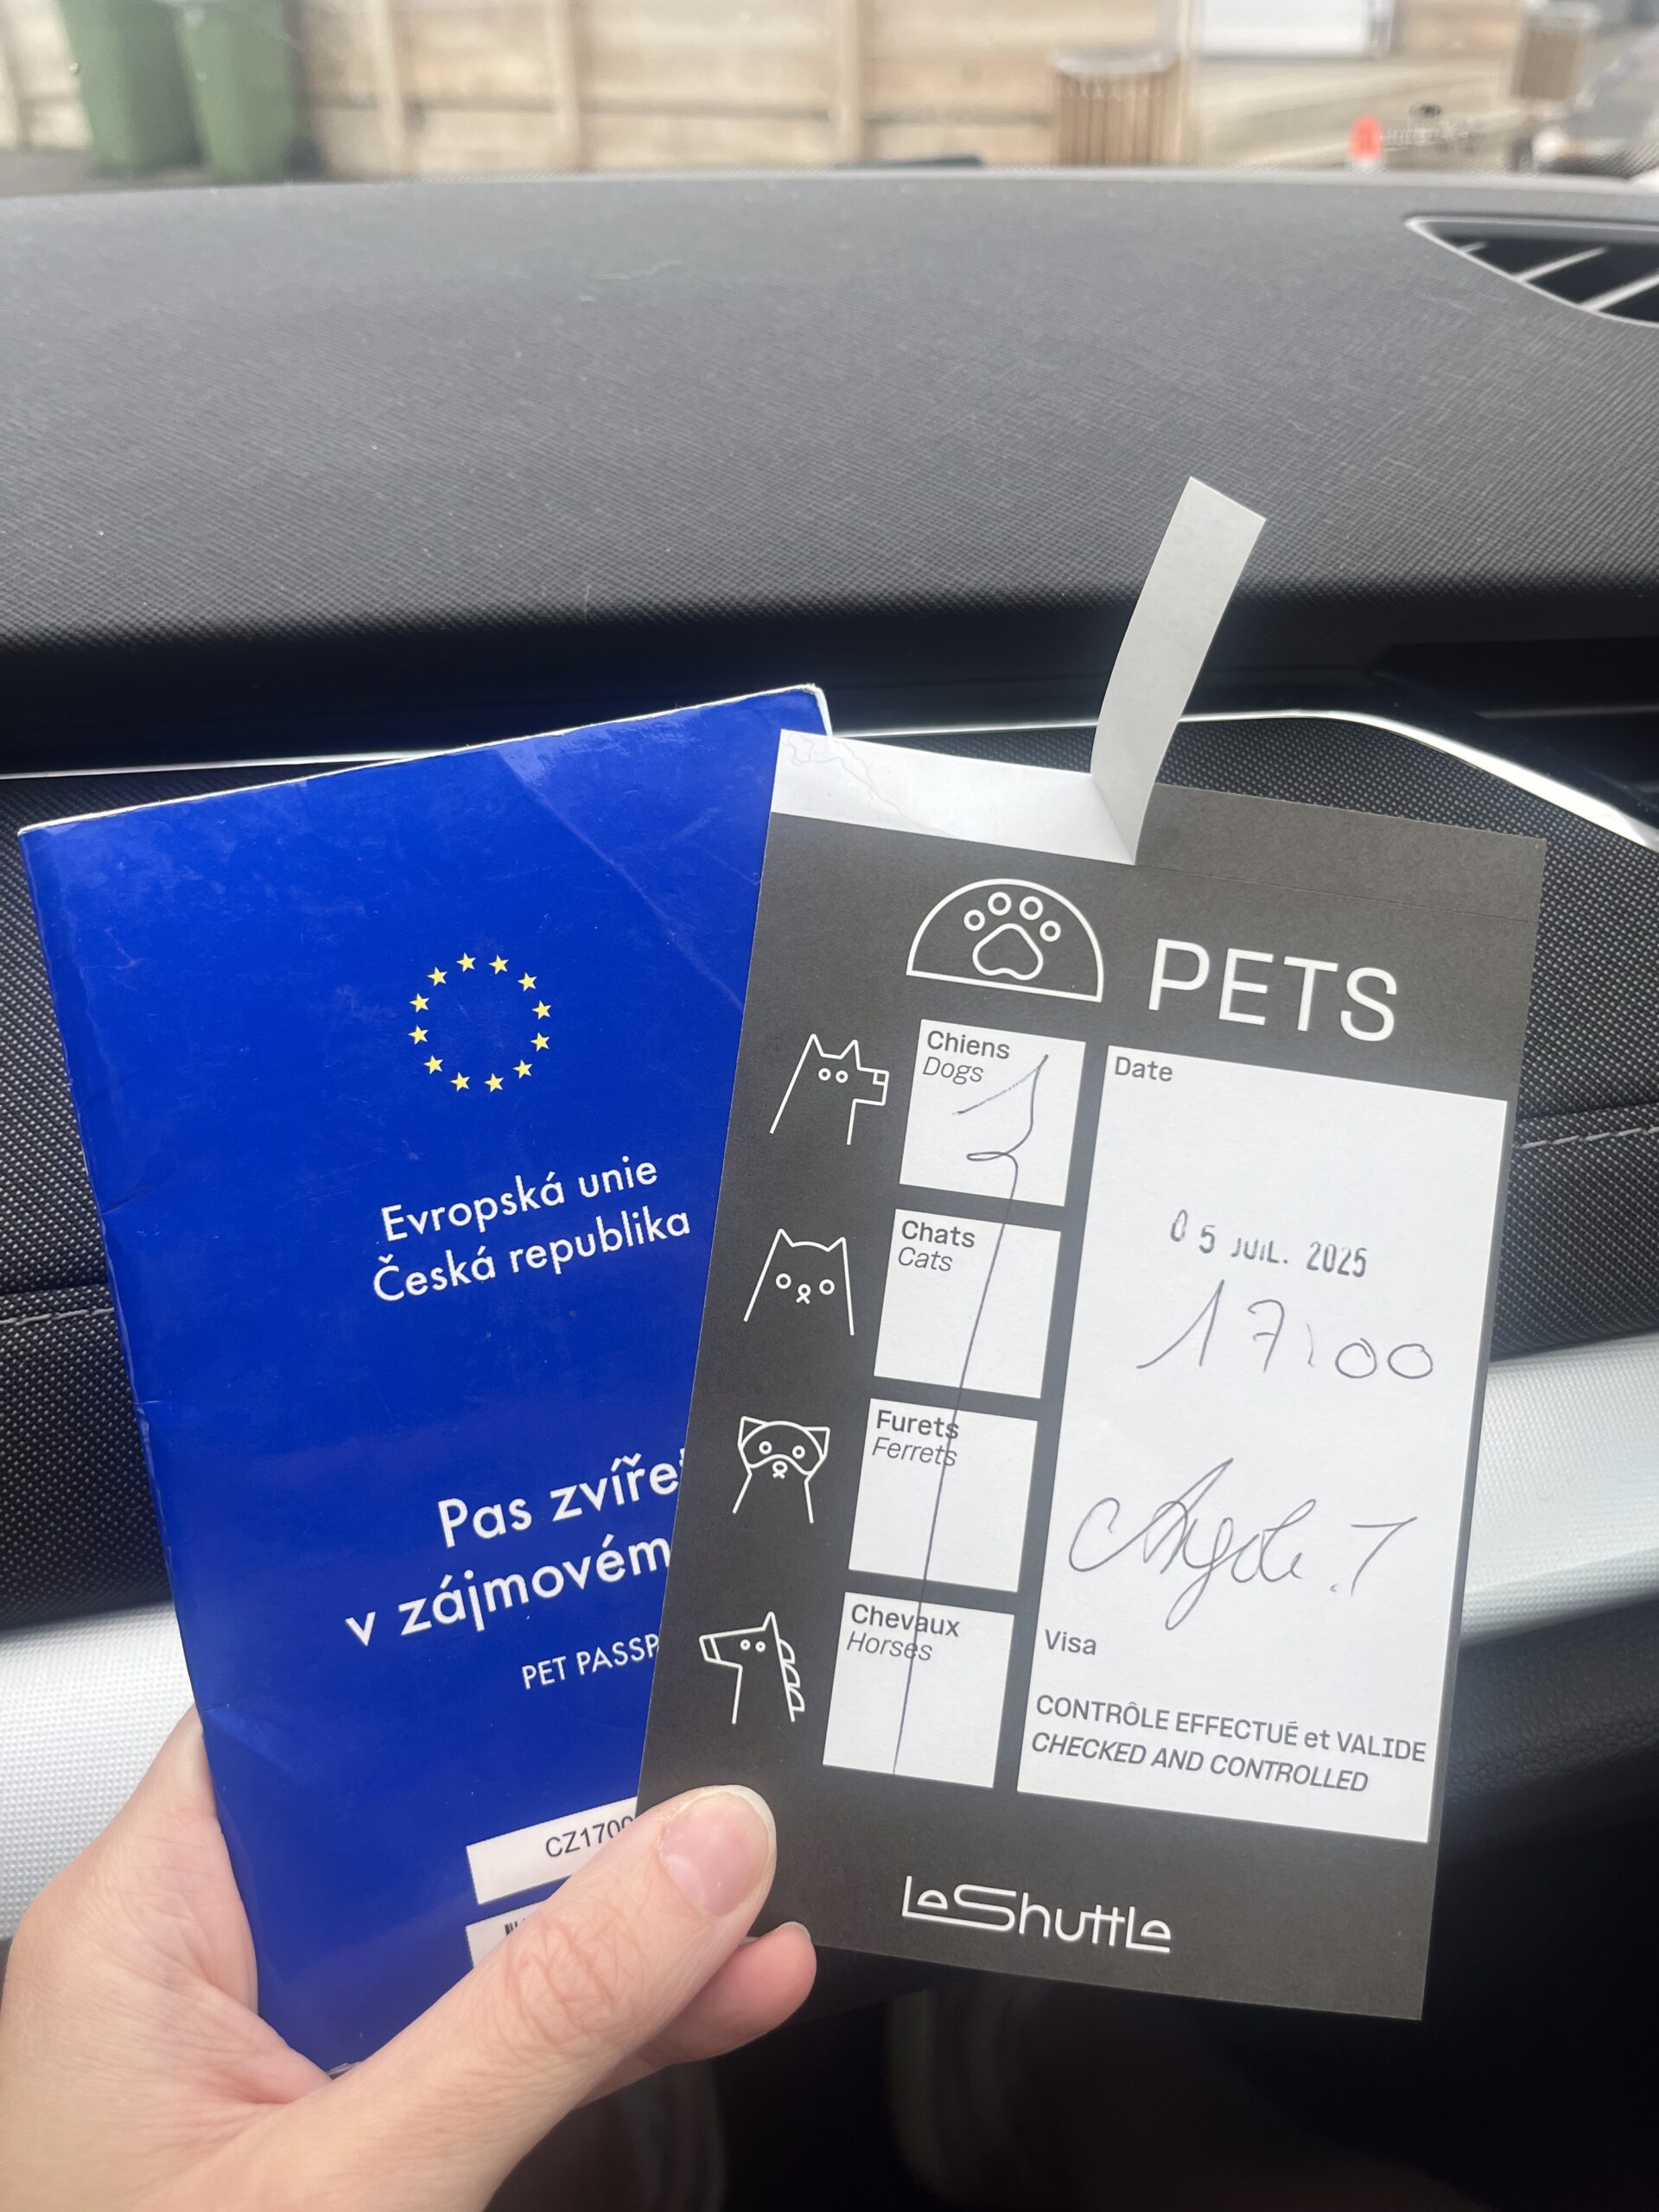 Evropská unie
Česká republika
Pas zvíře
v zájmovém
PET PASSP
CZ1700
PETS
Chiens
Dogs
1
Chats
Cats
Furets
Ferrets
Chevaux
Horses
Date
05 JUIL. 2025
17:00
Visa
CONTRÔLE EFFECTUÉ et VALIDE
CHECKED AND CONTROLLED
LeShuttle